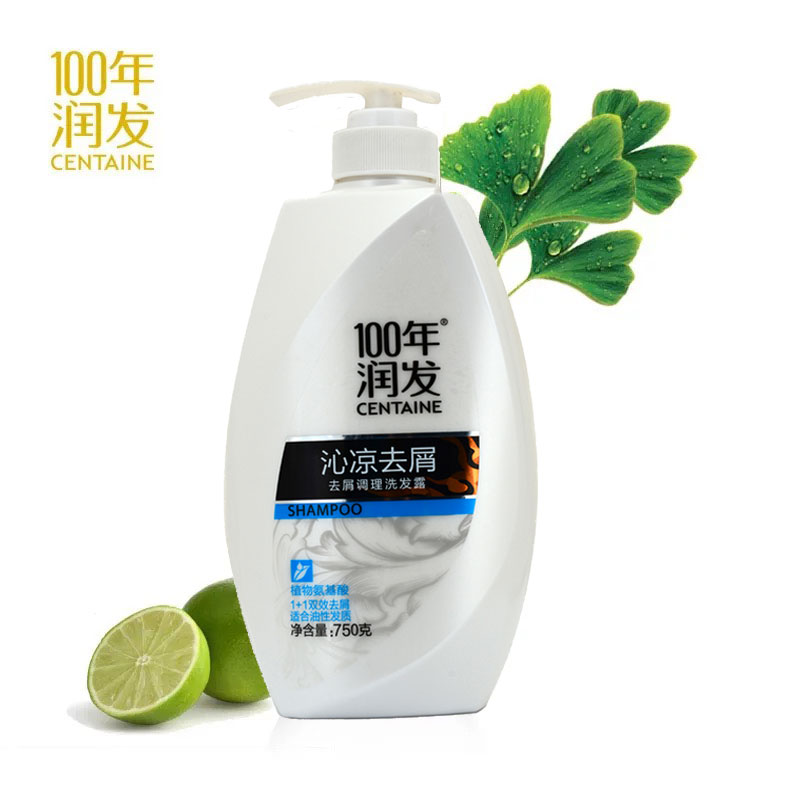 100年
润发
CENTAINE
100年®
润发
CENTAINE
沁凉去屑
去屑调理洗发露
SHAMPOO
植物氨基酸
1+1双效去屑
适合油性发质
净含量:750克